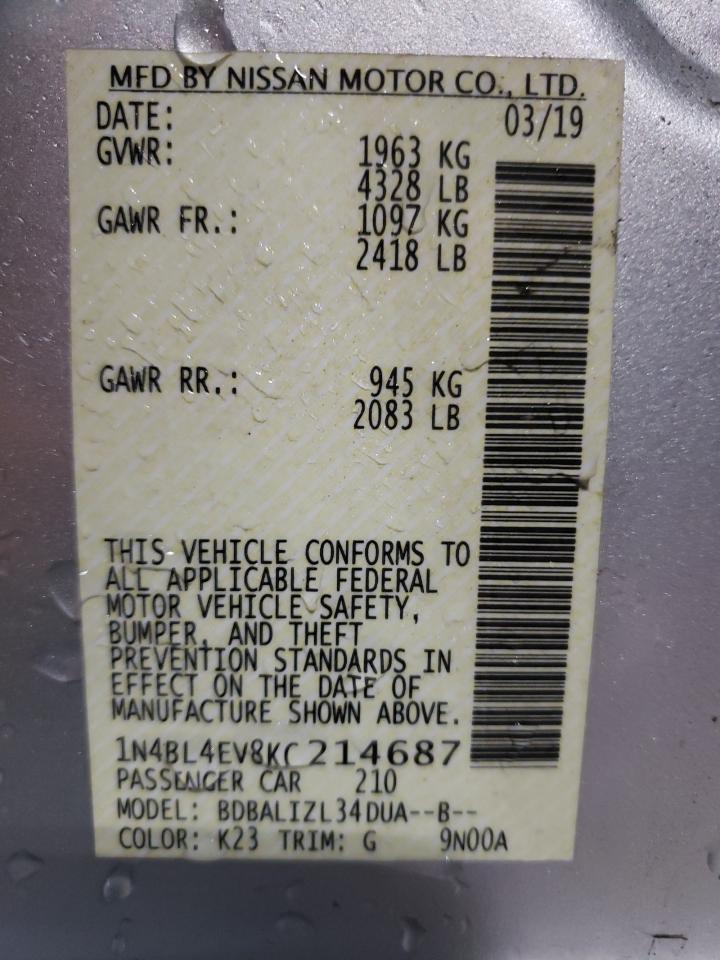 MFD BY NISSAN MOTOR CO., LTD.
DATE: 03/19
GVWR: 1963 KG
4328 LB
GAWR FR.: 1097 KG
2418 LB
GAWR RR.: 945 KG
2083 LB
THIS VEHICLE CONFORMS TO
ALL APPLICABLE FEDERAL
MOTOR VEHICLE SAFETY,
BUMPER, AND THEFT
PREVENTION STANDARDS IN
EFFECT ON THE DATE OF
MANUFACTURE SHOWN ABOVE.
1N4BL4EV8KC214687
PASSENGER CAR 210
MODEL: BDBALIZL34DUA--B--
COLOR: K23 TRIM: G 9N00A